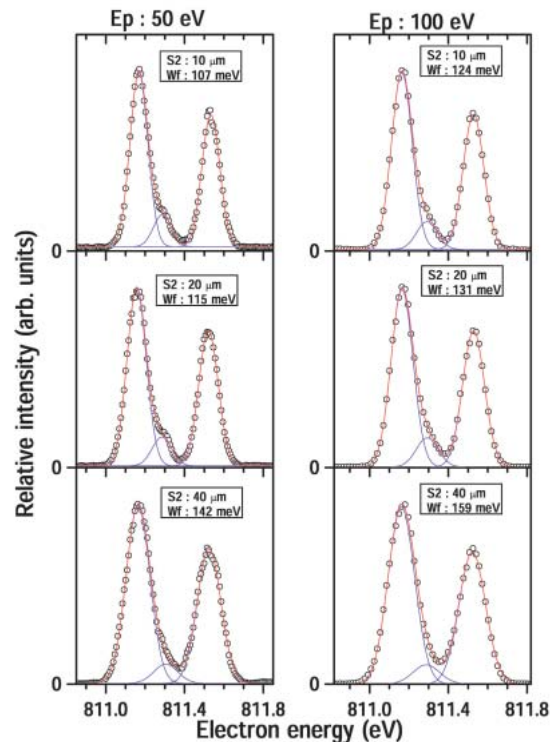 Ep : 50 eV
Ep : 100 eV
S2 : 10 μm
Wf : 107 meV
S2 : 10 μm
Wf : 124 meV
0
0
S2 : 20 μm
Wf : 115 meV
S2 : 20 μm
Wf : 131 meV
0
0
S2 : 40 μm
Wf : 142 meV
S2 : 40 μm
Wf : 159 meV
0
0
811.0
811.4
811.8
811.0
811.4
811.8
Relative intensity (arb. units)
Electron energy (eV)